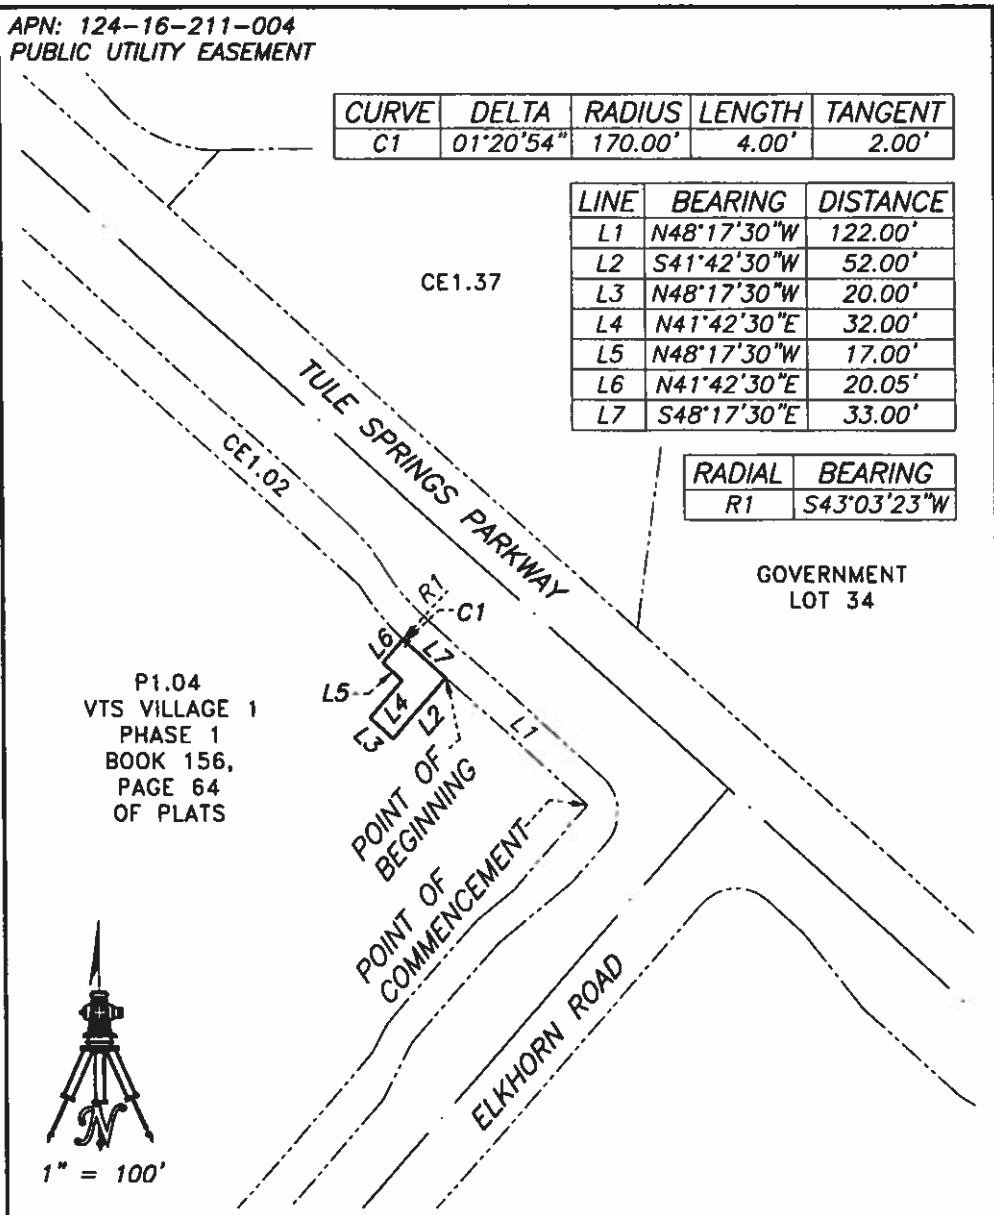 APN: 124-16-211-004
PUBLIC UTILITY EASEMENT
CURVE DELTA RADIUS LENGTH TANGENT
C1 01°20'54" 170.00' 4.00' 2.00'
LINE BEARING DISTANCE
L1 N48°17'30"W 122.00'
L2 S41°42'30"W 52.00'
L3 N48°17'30"W 20.00'
L4 N41°42'30"E 32.00'
L5 N48°17'30"W 17.00'
L6 N41°42'30"E 20.05'
L7 S48°17'30"E 33.00'
RADIAL BEARING
R1 S43°03'23"W
CE1.37
TULE SPRINGS PARKWAY
CE1.02
GOVERNMENT
LOT 34
R1
C1
L6
L7
L5
L4
L3
L2
L1
P1.04
VTS VILLAGE 1
PHASE 1
BOOK 156,
PAGE 64
OF PLATS
POINT OF
BEGINNING
POINT OF
COMMENCEMENT
ELKHORN ROAD
N
1" = 100'